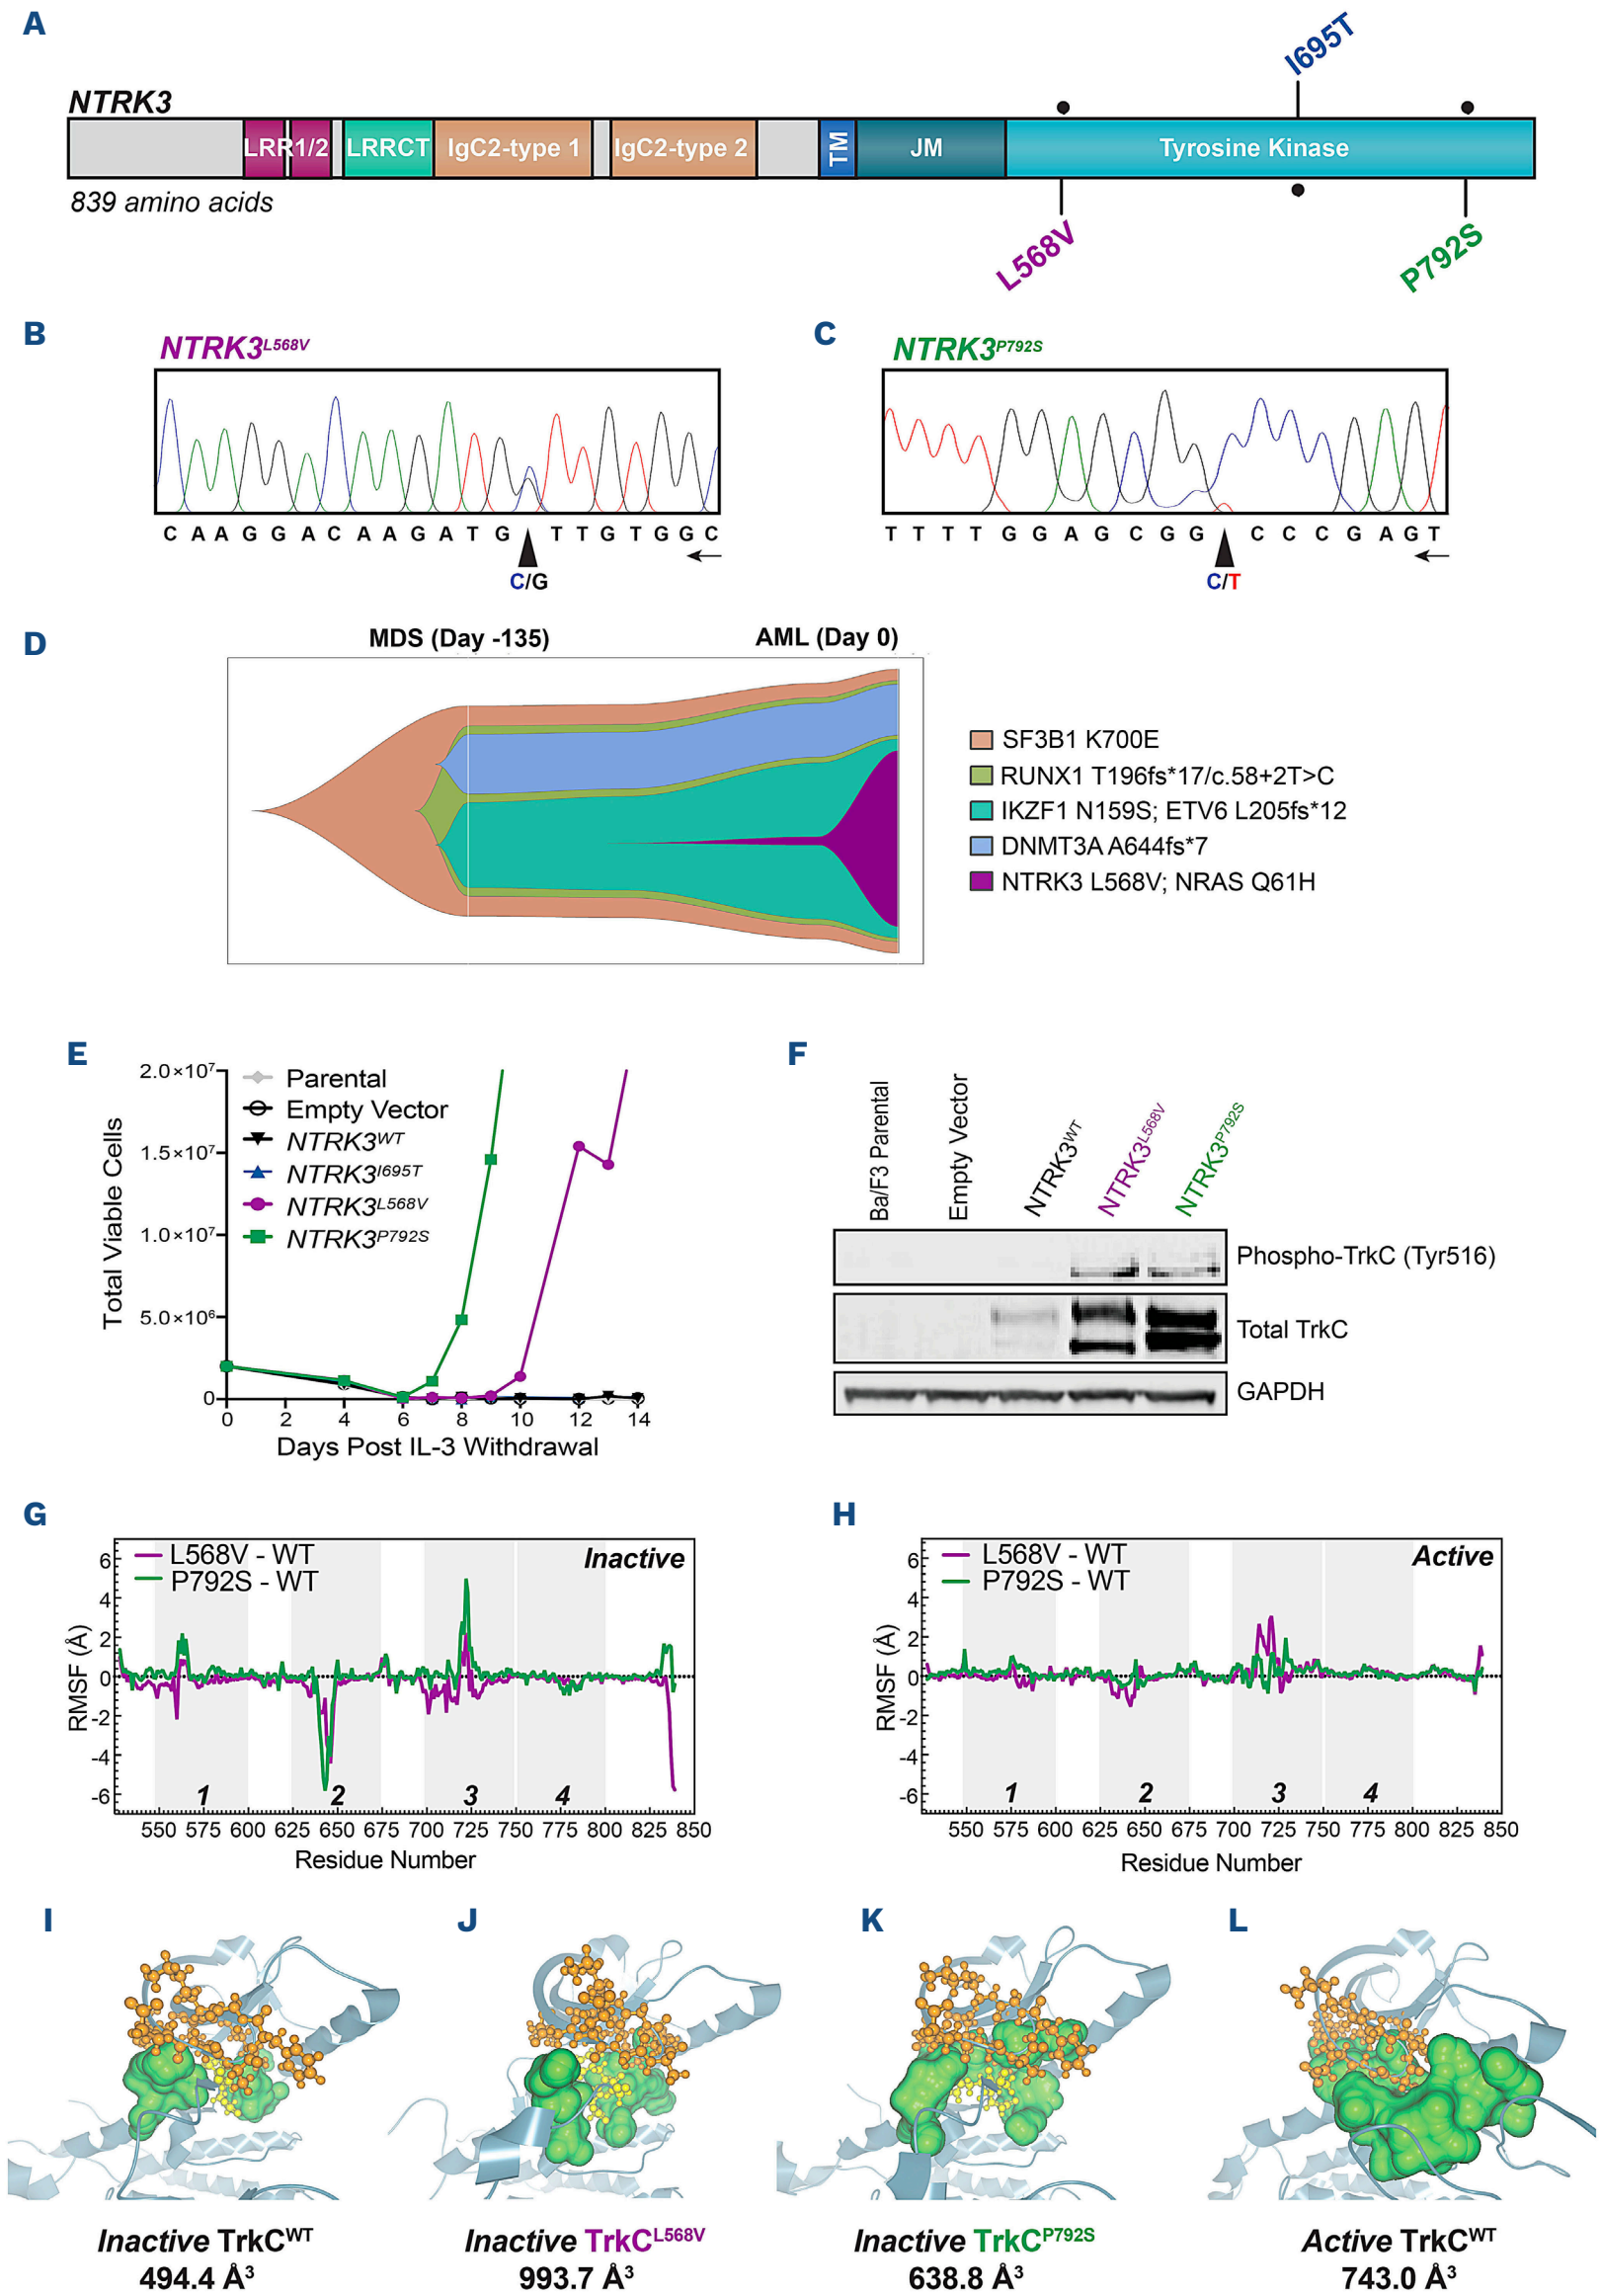 A
I695T
NTRK3
LRR1/2 LRRCT IgC2-type 1 IgC2-type 2 TM JM Tyrosine Kinase
839 amino acids
L568V
P792S
B
NTRK3L568V
C A A G G A C A A G A T G T T G T G G C
C/G
C
NTRK3P792S
T T T T G G A G C G G C C C G A G T
C/T
D
MDS (Day -135) AML (Day 0)
SF3B1 K700E
RUNX1 T196fs*17/c.58+2T>C
IKZF1 N159S; ETV6 L205fs*12
DNMT3A A644fs*7
NTRK3 L568V; NRAS Q61H
E
Total Viable Cells
2.0×10⁷
1.5×10⁷
1.0×10⁷
5.0×10⁶
0
Parental
Empty Vector
NTRK3WT
NTRK3I695T
NTRK3L568V
NTRK3P792S
0 2 4 6 8 10 12 14
Days Post IL-3 Withdrawal
F
Ba/F3 Parental
Empty Vector
NTRK3WT
NTRK3L568V
NTRK3P792S
Phospho-TrkC (Tyr516)
Total TrkC
GAPDH
G
RMSF (Å)
6
4
2
0
-2
-4
-6
L568V - WT
P792S - WT
Inactive
1 2 3 4
550 575 600 625 650 675 700 725 750 775 800 825 850
Residue Number
H
RMSF (Å)
6
4
2
0
-2
-4
-6
L568V - WT
P792S - WT
Active
1 2 3 4
550 575 600 625 650 675 700 725 750 775 800 825 850
Residue Number
I
Inactive TrkCWT
494.4 Å³
J
Inactive TrkCL568V
993.7 Å³
K
Inactive TrkCP792S
638.8 Å³
L
Active TrkCWT
743.0 Å³